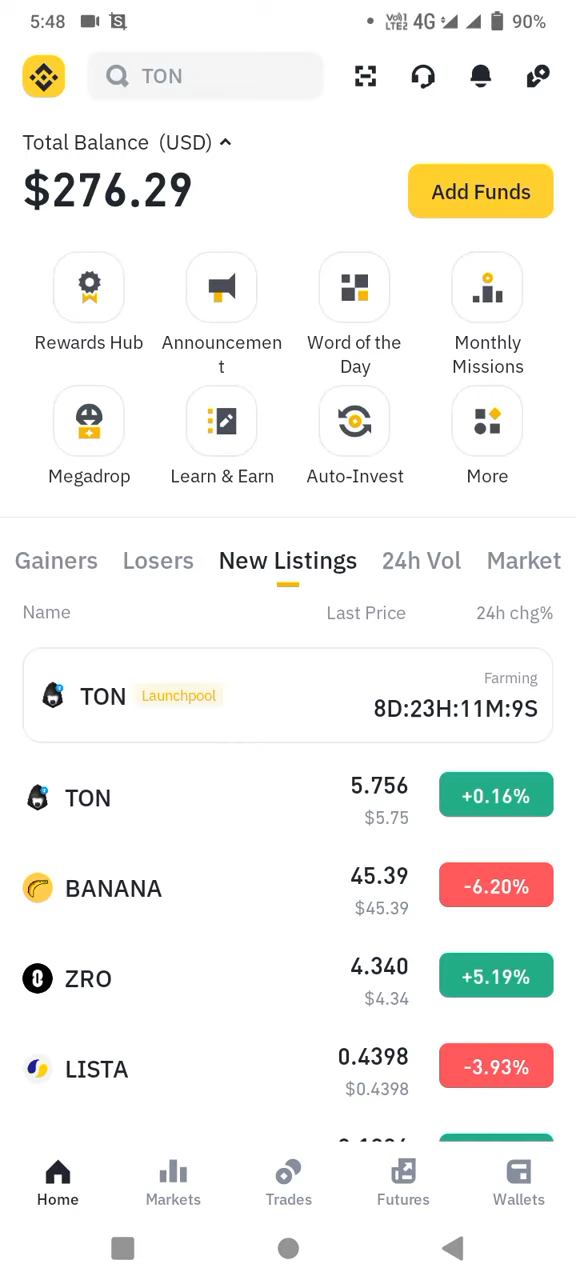 5:48 Vo))1 LTE2 4G 90%
TON
Total Balance (USD)
$276.29
Add Funds
Rewards Hub Announcemen Word of the Monthly
t Day Missions
Megadrop Learn & Earn Auto-Invest More
Gainers Losers New Listings 24h Vol Market
Name Last Price 24h chg%
Farming
TON Launchpool 8D:23H:11M:9S
TON 5.756 +0.16%
$5.75
BANANA 45.39 -6.20%
$45.39
ZRO 4.340 +5.19%
$4.34
LISTA 0.4398 -3.93%
$0.4398
Home Markets Trades Futures Wallets